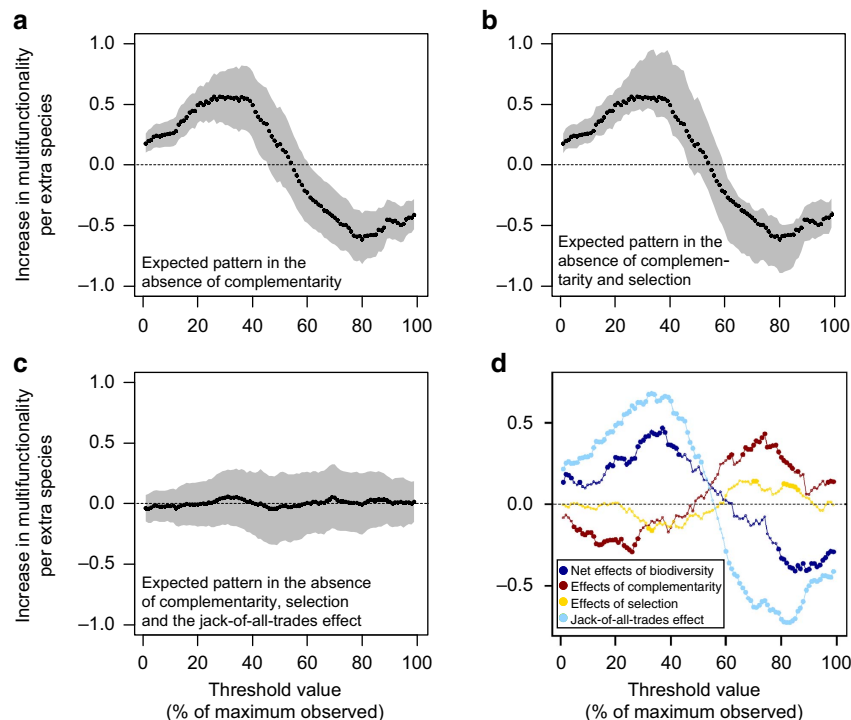 a
b
Increase in multifunctionality
per extra species
1.0
0.5
0.0
–0.5
–1.0
Expected pattern in the
absence of complementarity
0
20
40
60
80
100
1.0
0.5
0.0
–0.5
–1.0
Expected pattern in the
absence of complemen-
tarity and selection
0
20
40
60
80
100
c
d
Increase in multifunctionality
per extra species
1.0
0.5
0.0
–0.5
–1.0
Expected pattern in the absence
of complementarity, selection
and the jack-of-all-trades effect
0
20
40
60
80
100
Threshold value
(% of maximum observed)
0.5
0.0
–0.5
Net effects of biodiversity
Effects of complementarity
Effects of selection
Jack-of-all-trades effect
0
20
40
60
80
100
Threshold value
(% of maximum observed)